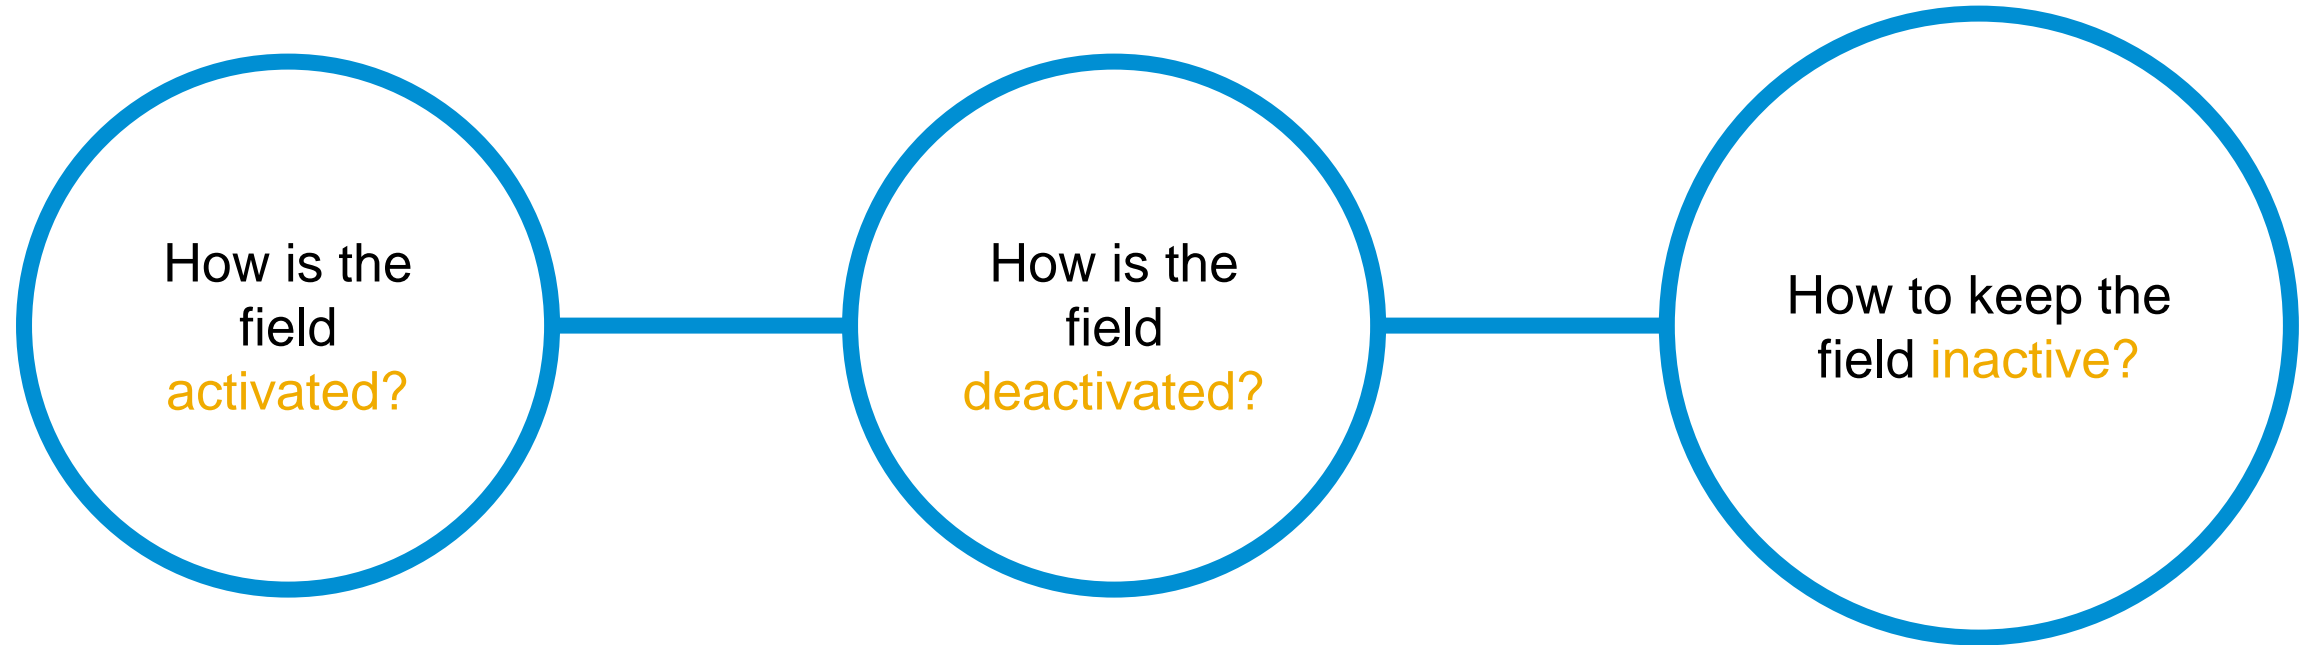 How is the
field
activated?
How is the
field
deactivated?
How to keep the
field inactive?